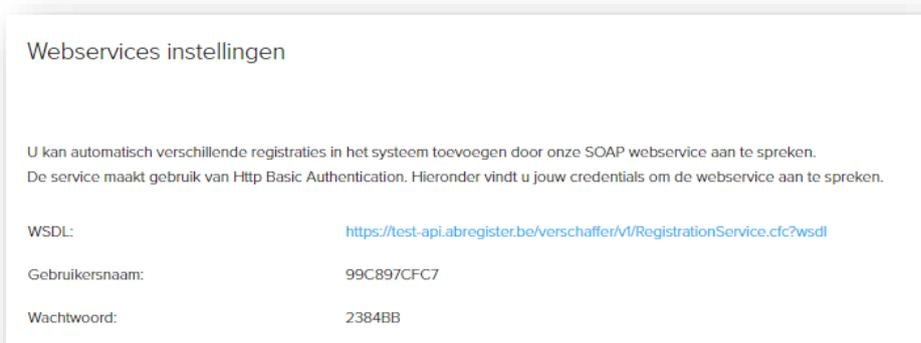 Webservices instellingen
U kan automatisch verschillende registraties in het systeem toevoegen door onze SOAP webservice aan te spreken.
De service maakt gebruik van Http Basic Authentication. Hieronder vindt u jouw credentials om de webservice aan te spreken.
WSDL: https://test-api.abregister.be/verschaffer/v1/RegistrationService.cfc?wsdl
Gebruikersnaam: 99C897CFC7
Wachtwoord: 2384BB